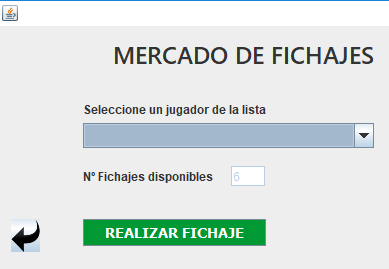 MERCADO DE FICHAJES
Seleccione un jugador de la lista
Nº Fichajes disponibles 6
REALIZAR FICHAJE